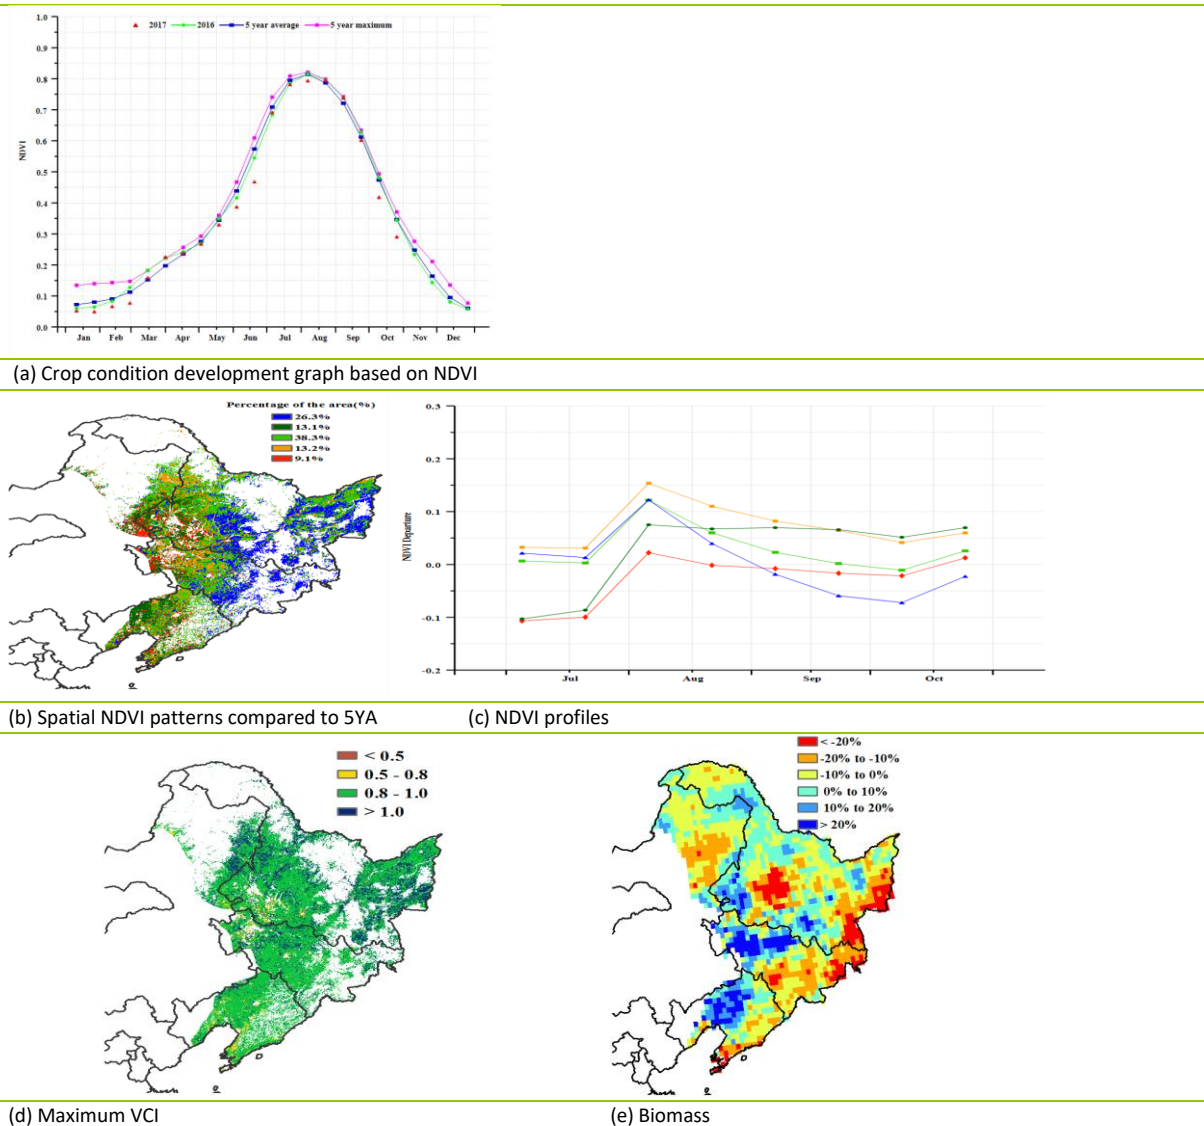 2017 2016 5 year average 5 year maximum
1.0
0.9
0.8
0.7
0.6
0.5
0.4
0.3
0.2
0.1
0.0
NDVI
Jan Feb Mar Apr May Jun Jul Aug Sep Oct Nov Dec
(a) Crop condition development graph based on NDVI
Percentage of the area(%)
26.3%
13.1%
38.3%
13.2%
9.1%
0.3
0.2
0.1
0.0
-0.1
-0.2
NDVI Departure
Jul Aug Sep Oct
(b) Spatial NDVI patterns compared to 5YA (c) NDVI profiles
< 0.5
0.5 - 0.8
0.8 - 1.0
> 1.0
< -20%
-20% to -10%
-10% to 0%
0% to 10%
10% to 20%
> 20%
(d) Maximum VCI (e) Biomass